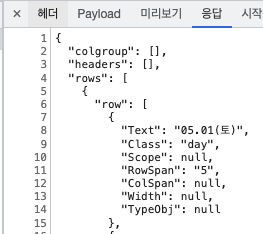 × 헤더 Payload 미리보기 응답 시작
1 {
2 "colgroup": [],
3 "headers": [],
4 "rows": [
5 {
6 "row": [
7 {
8 "Text": "05.01(토)",
9 "Class": "day",
10 "Scope": null,
11 "RowSpan": "5",
12 "ColSpan": null,
13 "Width": null,
14 "TypeObj": null
15 },